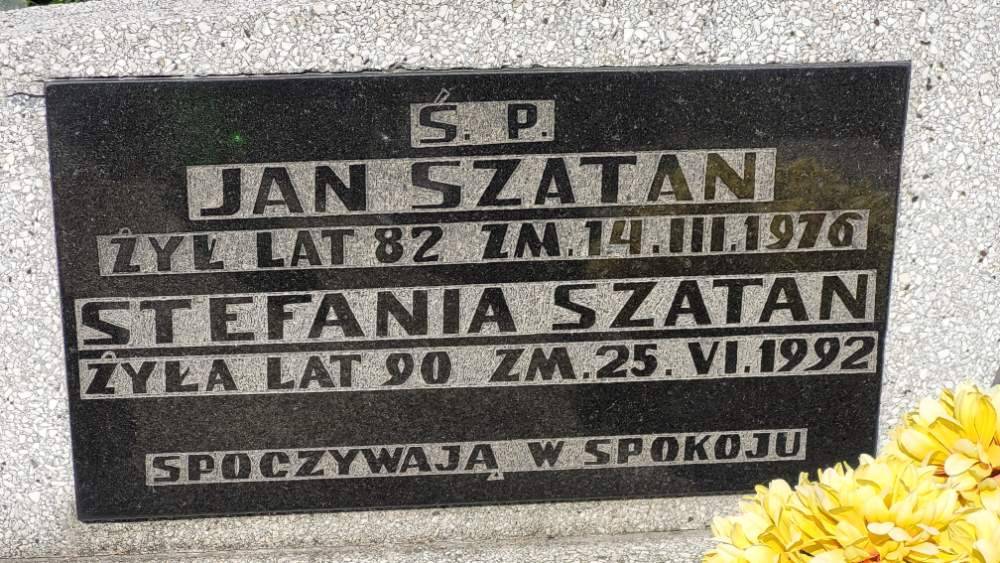 Ś. P.
JAN SZATAN
ŻYŁ LAT 82 ZM. 14. III. 1976
STEFANIA SZATAN
ŻYŁA LAT 90 ZM. 25. VI. 1992
SPOCZYWAJĄ W SPOKOJU